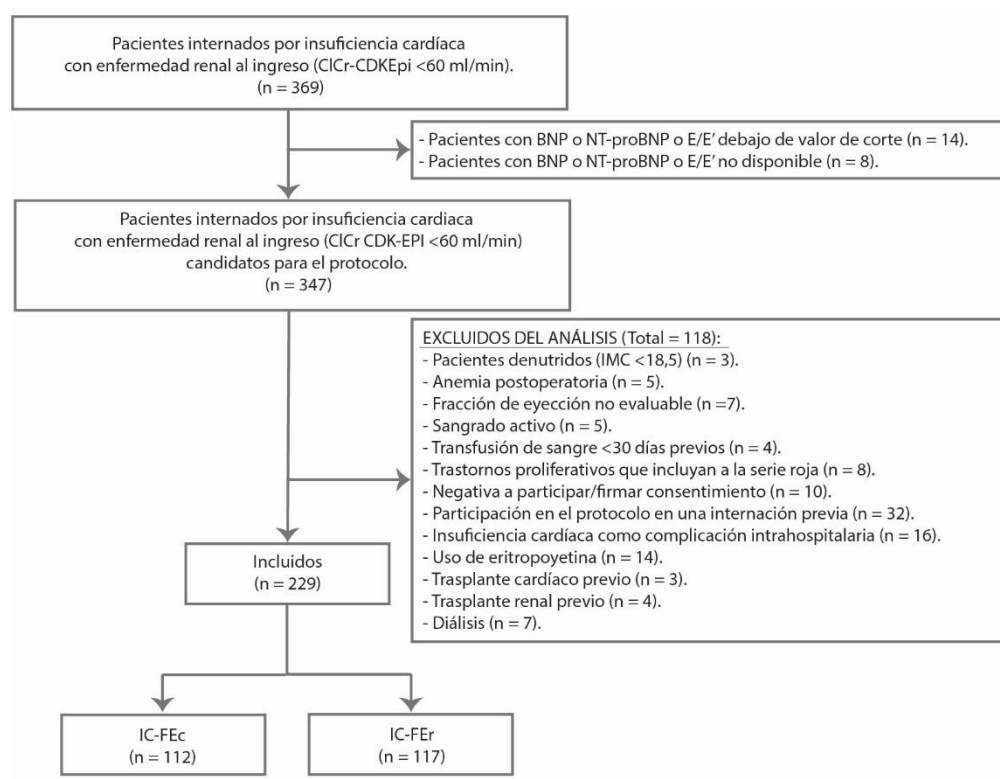 Pacientes internados por insuficiencia cardíaca
con enfermedad renal al ingreso (ClCr-CDKEpi <60 ml/min).
(n = 369)
- Pacientes con BNP o NT-proBNP o E/E’ debajo de valor de corte (n = 14).
- Pacientes con BNP o NT-proBNP o E/E’ no disponible (n = 8).
Pacientes internados por insuficiencia cardiaca
con enfermedad renal al ingreso (ClCr CDK-EPI <60 ml/min)
candidatos para el protocolo.
(n = 347)
EXCLUIDOS DEL ANÁLISIS (Total = 118):
- Pacientes denutridos (IMC <18,5) (n = 3).
- Anemia postoperatoria (n = 5).
- Fracción de eyección no evaluable (n =7).
- Sangrado activo (n = 5).
- Transfusión de sangre <30 días previos (n = 4).
- Trastornos proliferativos que incluyan a la serie roja (n = 8).
- Negativa a participar/firmar consentimiento (n = 10).
- Participación en el protocolo en una internación previa (n = 32).
- Insuficiencia cardíaca como complicación intrahospitalaria (n = 16).
- Uso de eritropoyetina (n = 14).
- Trasplante cardíaco previo (n = 3).
- Trasplante renal previo (n = 4).
- Diálisis (n = 7).
Incluidos
(n = 229)
IC-FEc
(n = 112)
IC-FEr
(n = 117)